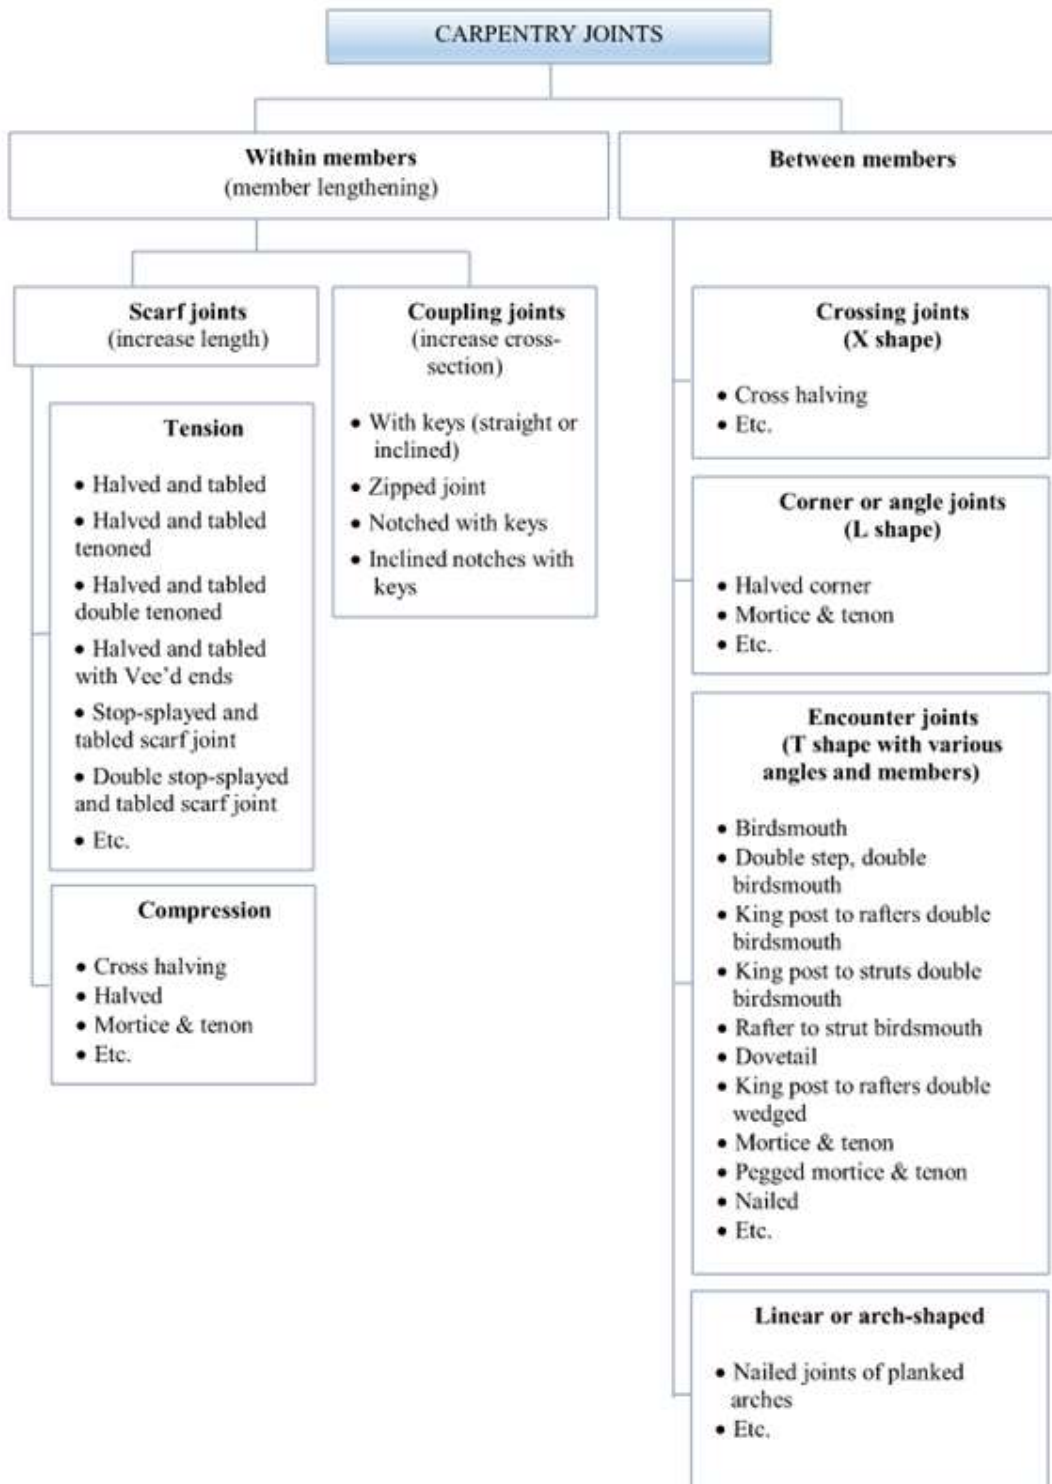 CARPENTRY JOINTS
Within members
(member lengthening)
Between members
Scarf joints
(increase length)
Tension
• Halved and tabled
• Halved and tabled
tenoned
• Halved and tabled
double tenoned
• Halved and tabled
with Vee’d ends
• Stop-splayed and
tabled scarf joint
• Double stop-splayed
and tabled scarf joint
• Etc.
Compression
• Cross halving
• Halved
• Mortice & tenon
• Etc.
Coupling joints
(increase cross-
section)
• With keys (straight or
inclined)
• Zipped joint
• Notched with keys
• Inclined notches with
keys
Crossing joints
(X shape)
• Cross halving
• Etc.
Corner or angle joints
(L shape)
• Halved corner
• Mortice & tenon
• Etc.
Encounter joints
(T shape with various
angles and members)
• Birdsmouth
• Double step, double
birdsmouth
• King post to rafters double
birdsmouth
• King post to struts double
birdsmouth
• Rafter to strut birdsmouth
• Dovetail
• King post to rafters double
wedged
• Mortice & tenon
• Pegged mortice & tenon
• Nailed
• Etc.
Linear or arch-shaped
• Nailed joints of planked
arches
• Etc.